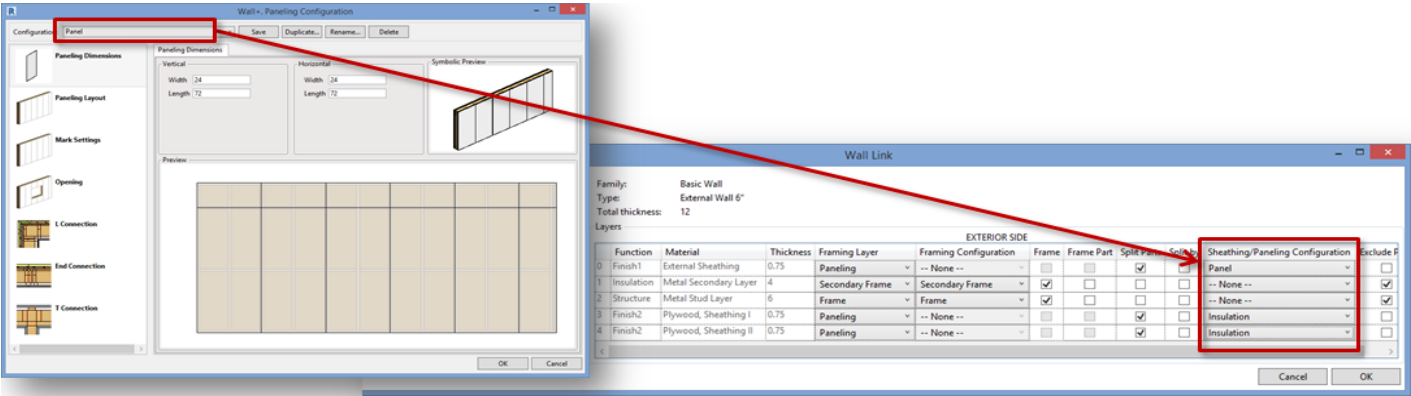 Wall+. Paneling Configuration
Configuration Panel Save Duplicate... Rename... Delete
Paneling Dimensions
Paneling Layout
Mark Settings
Opening
L Connection
End Connection
T Connection
Paneling Dimensions
Vertical
Width 24
Length 72
Horizontal
Width 24
Length 72
Symbolic Preview
Preview
OK Cancel
Wall Link
Family: Basic Wall
Type: External Wall 6"
Total thickness: 12
Layers
EXTERIOR SIDE
Function Material Thickness Framing Layer Framing Configuration Frame Frame Part Split Parts Split by Sheathing/Paneling Configuration Exclude P
0 Finish1 External Sheathing 0.75 Paneling -- None -- Panel
1 Insulation Metal Secondary Layer 4 Secondary Frame Secondary Frame -- None --
2 Structure Metal Stud Layer 6 Frame Frame -- None --
3 Finish2 Plywood, Sheathing I 0.75 Paneling -- None -- Insulation
4 Finish2 Plywood, Sheathing II 0.75 Paneling -- None -- Insulation
Cancel OK